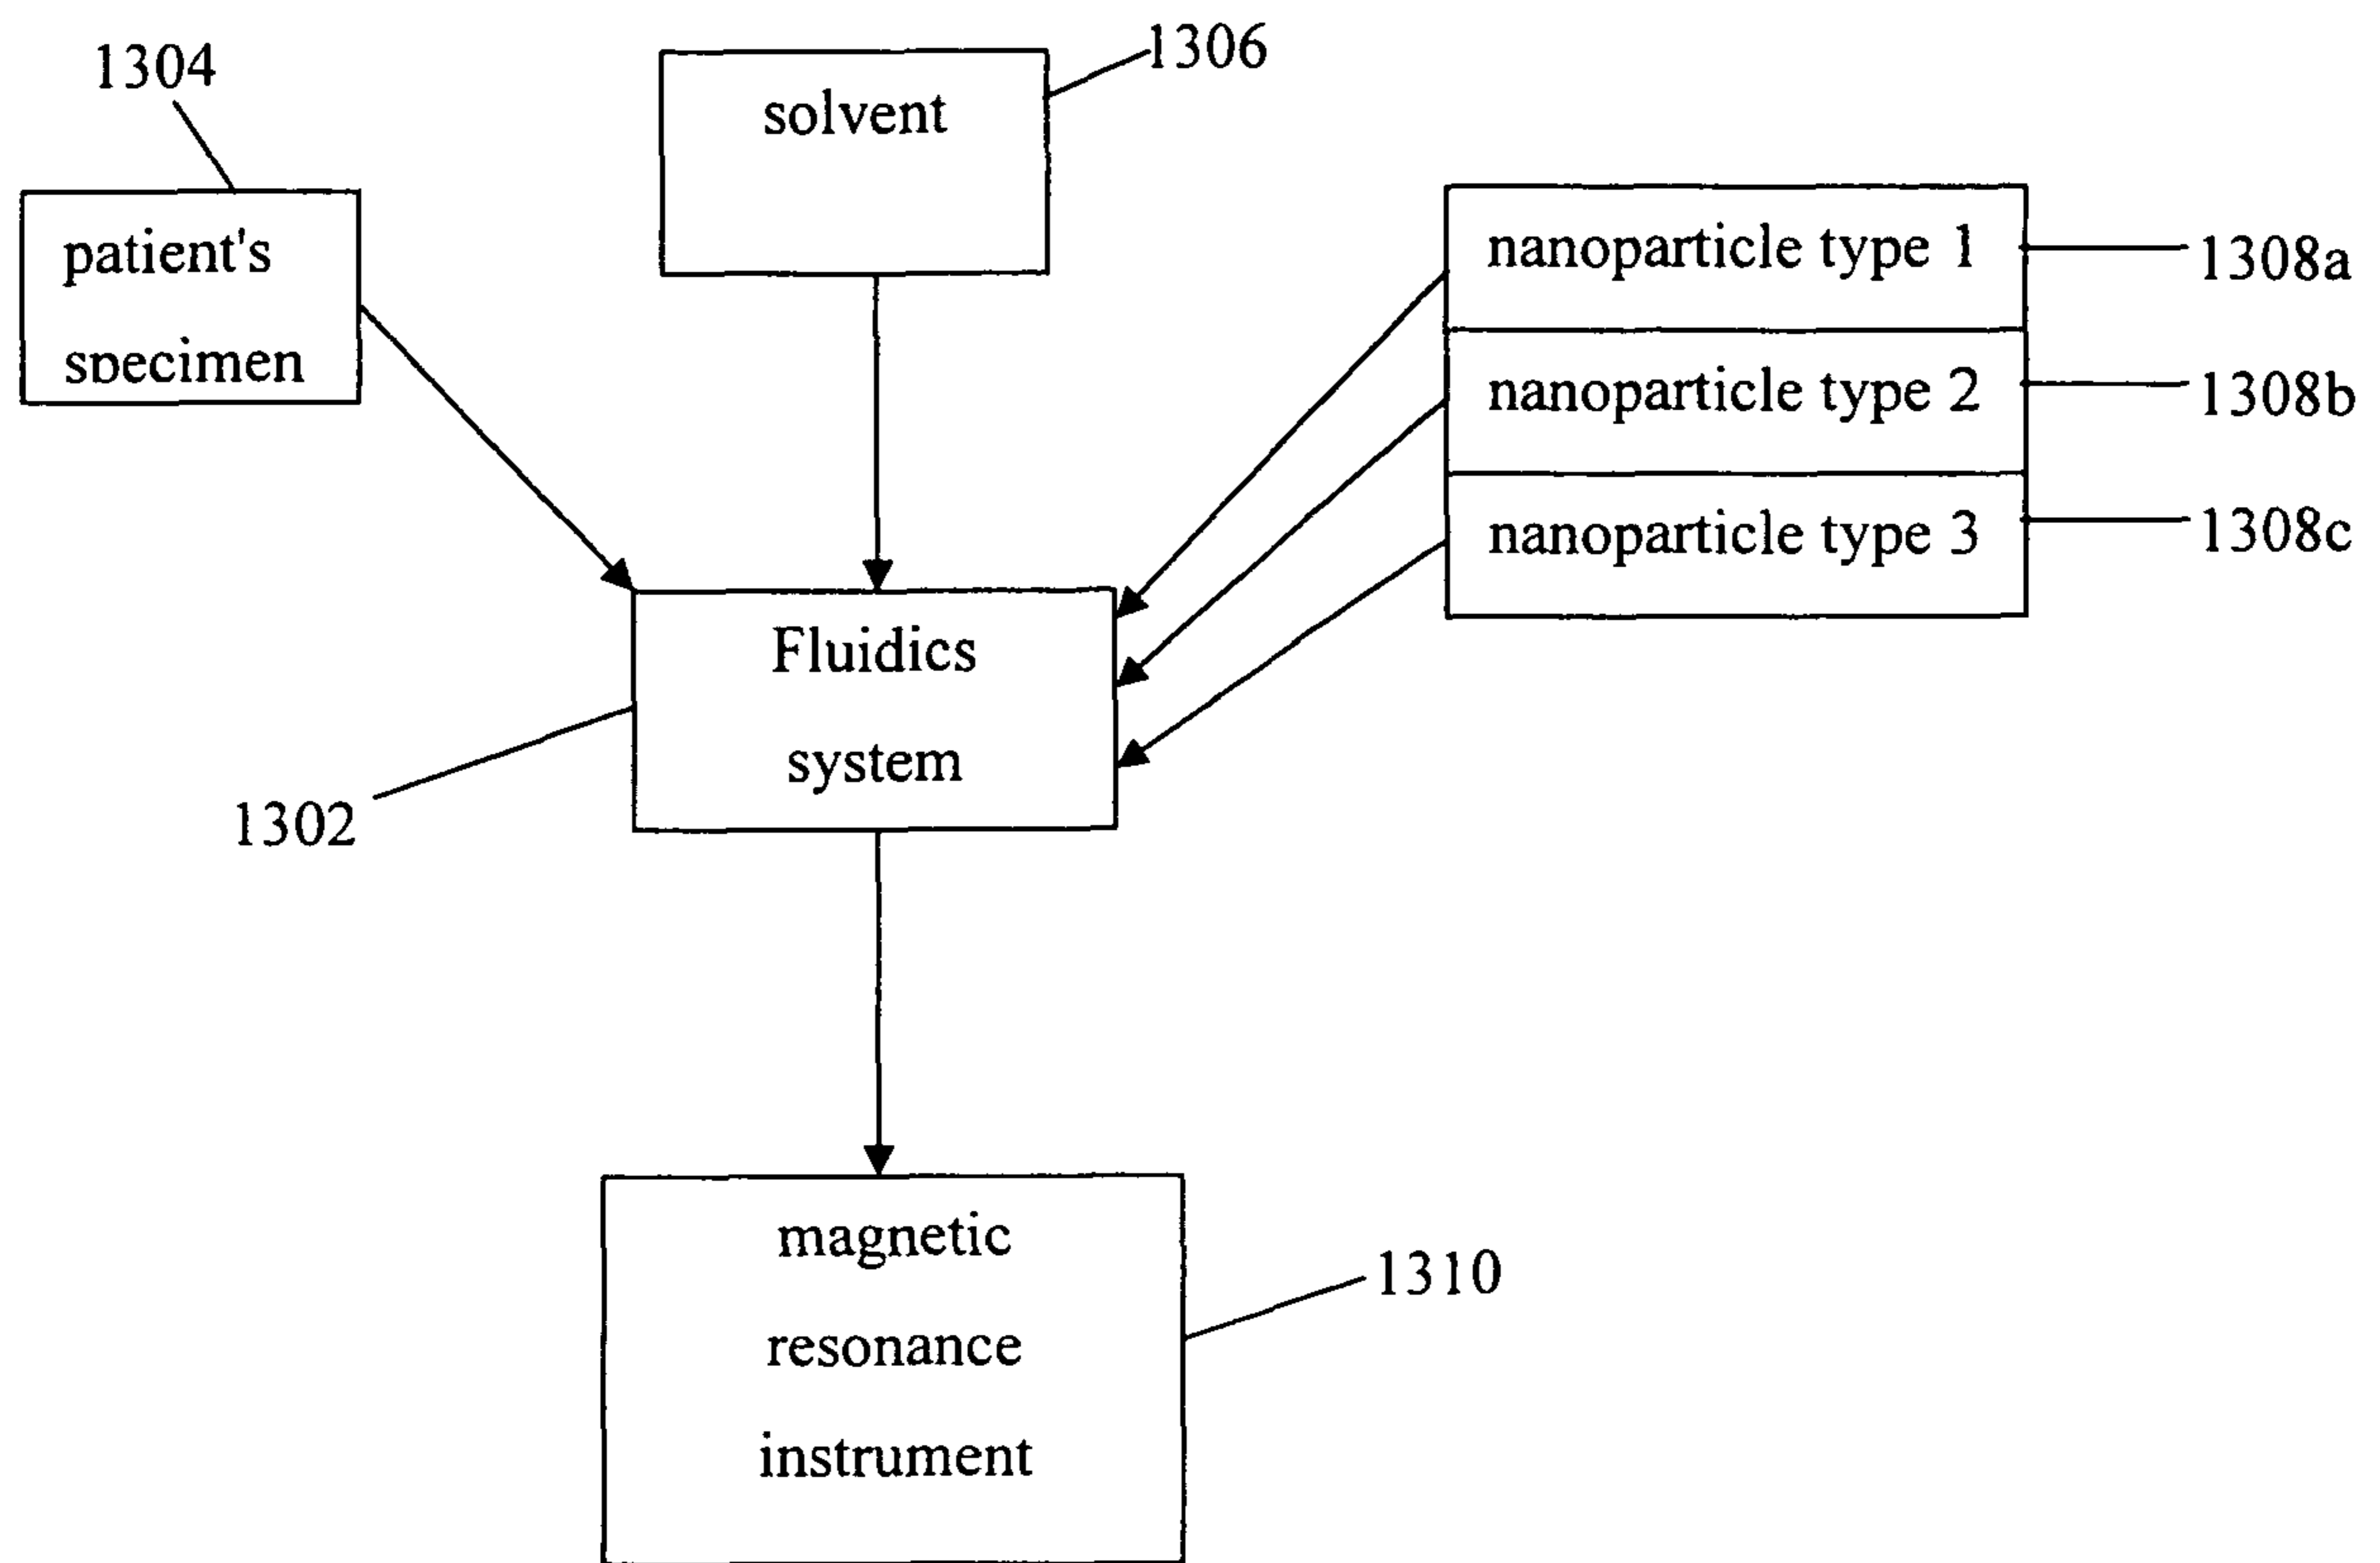 1304
1306
solvent
patient's
specimen
nanoparticle type 1
1308a
nanoparticle type 2
1308b
nanoparticle type 3
1308c
Fluidics
system
1302
magnetic
resonance
instrument
1310